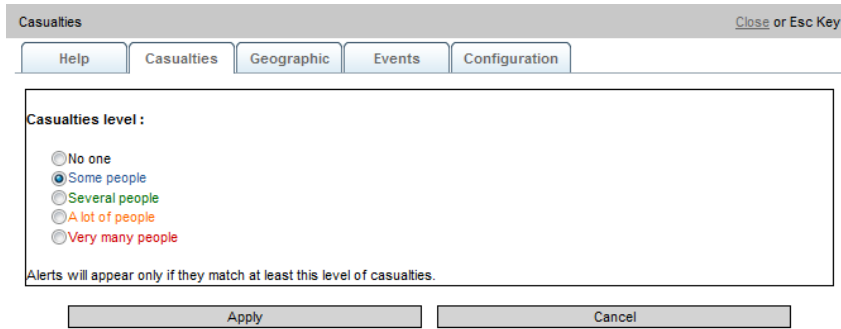 Casualties Close or Esc Key
Help Casualties Geographic Events Configuration
Casualties level :
No one
Some people
Several people
A lot of people
Very many people
Alerts will appear only if they match at least this level of casualties.
Apply Cancel